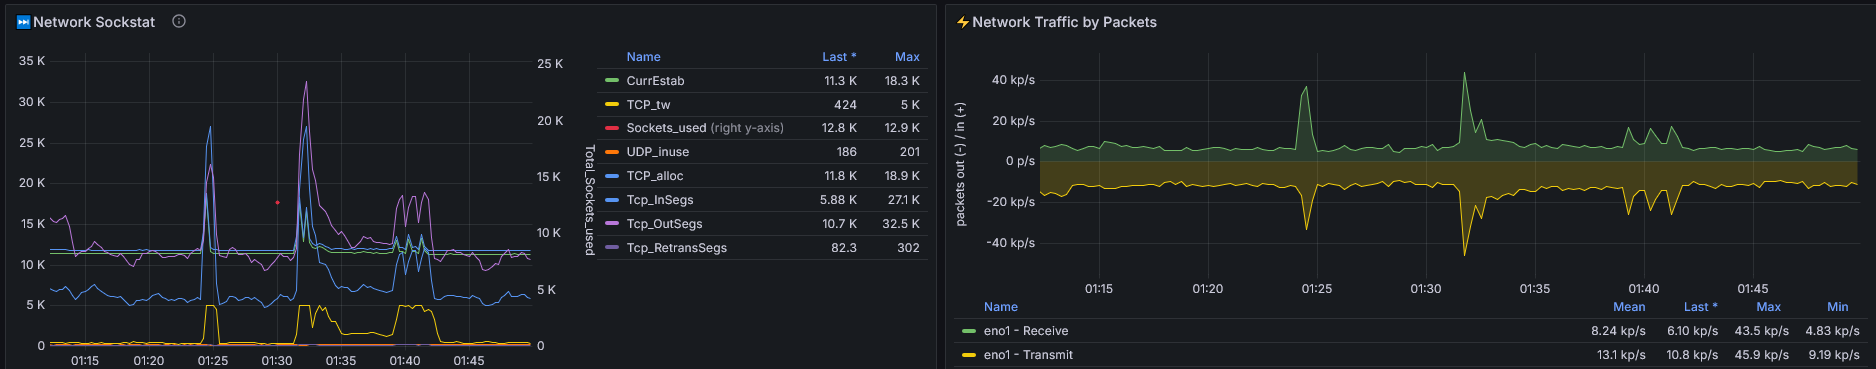 Network Sockstat
35 K
30 K
25 K
20 K
15 K
10 K
5 K
0
25 K
20 K
15 K
10 K
5 K
0
Total_Sockets_used
01:15 01:20 01:25 01:30 01:35 01:40 01:45
Name Last * Max
CurrEstab 11.3 K 18.3 K
TCP_tw 424 5 K
Sockets_used (right y-axis) 12.8 K 12.9 K
UDP_inuse 186 201
TCP_alloc 11.8 K 18.9 K
Tcp_InSegs 5.88 K 27.1 K
Tcp_OutSegs 10.7 K 32.5 K
Tcp_RetransSegs 82.3 302
Network Traffic by Packets
packets out (-) / in (+)
40 kp/s
20 kp/s
0 p/s
-20 kp/s
-40 kp/s
01:15 01:20 01:25 01:30 01:35 01:40 01:45
Name Mean Last * Max Min
eno1 - Receive 8.24 kp/s 6.10 kp/s 43.5 kp/s 4.83 kp/s
eno1 - Transmit 13.1 kp/s 10.8 kp/s 45.9 kp/s 9.19 kp/s